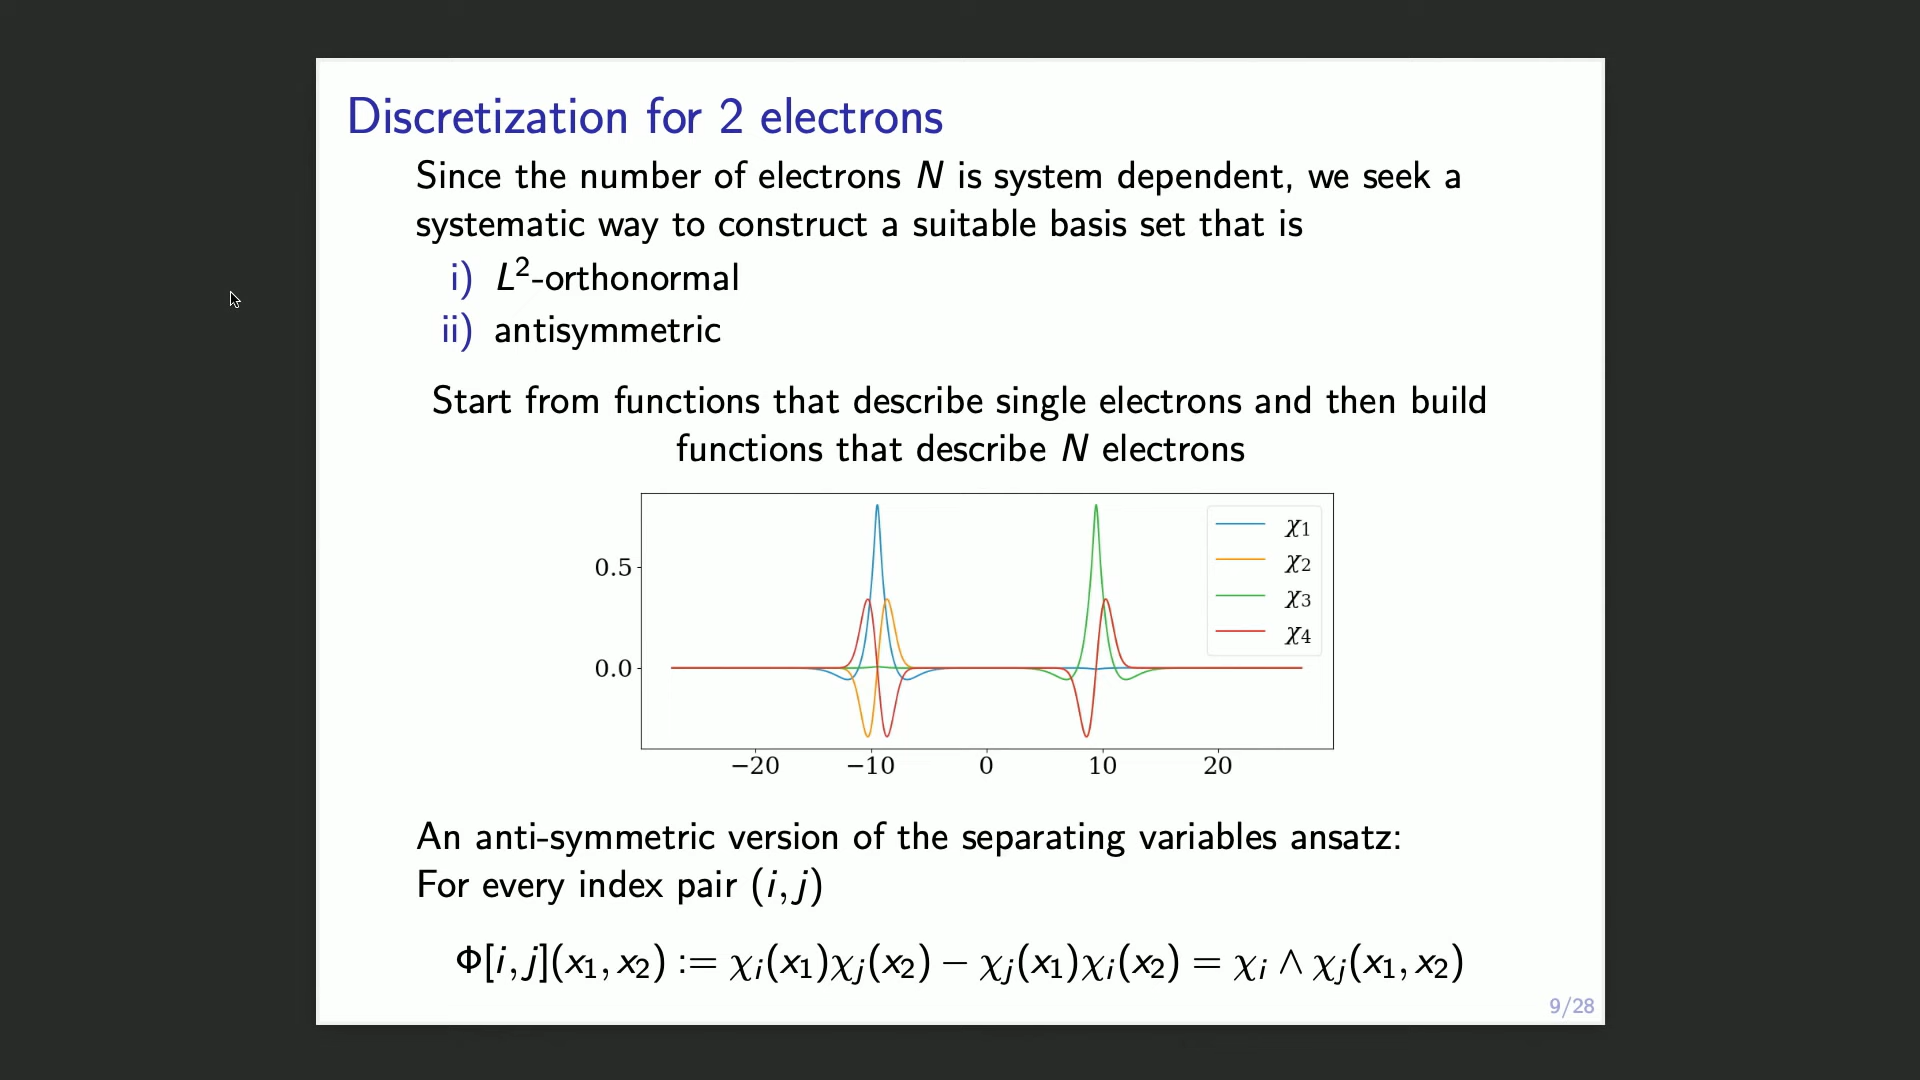 Discretization for 2 electrons
Since the number of electrons N is system dependent, we seek a
systematic way to construct a suitable basis set that is
i) L²-orthonormal
ii) antisymmetric
Start from functions that describe single electrons and then build
functions that describe N electrons
χ₁
χ₂
χ₃
χ₄
0.5
0.0
−20 −10 0 10 20
An anti-symmetric version of the separating variables ansatz:
For every index pair (i, j)
Φ[i, j](x₁, x₂) := χᵢ(x₁)χⱼ(x₂) − χⱼ(x₁)χᵢ(x₂) = χᵢ ∧ χⱼ(x₁, x₂)
9/28